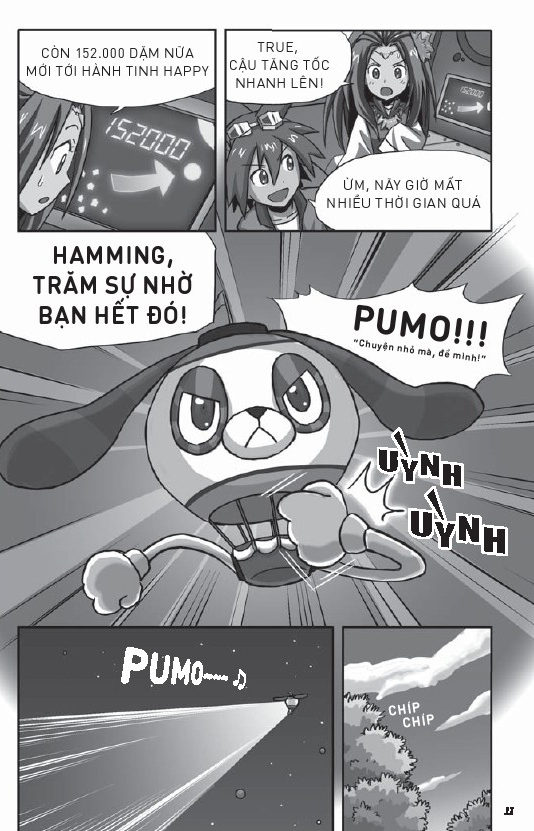 CÒN 152.000 DẶM NỮA
MỚI TỚI HÀNH TINH HAPPY
152000
TRUE,
CẬU TĂNG TỐC
NHANH LÊN!
ỪM, NÃY GIỜ MẤT
NHIỀU THỜI GIAN QUÁ
HAMMING,
TRĂM SỰ NHỜ
BẠN HẾT ĐÓ!
PUMO!!!
"Chuyện nhỏ mà, để mình!"
UỲNH
UỲNH
PUMO~~ ♫
CHÍP
CHÍP
11